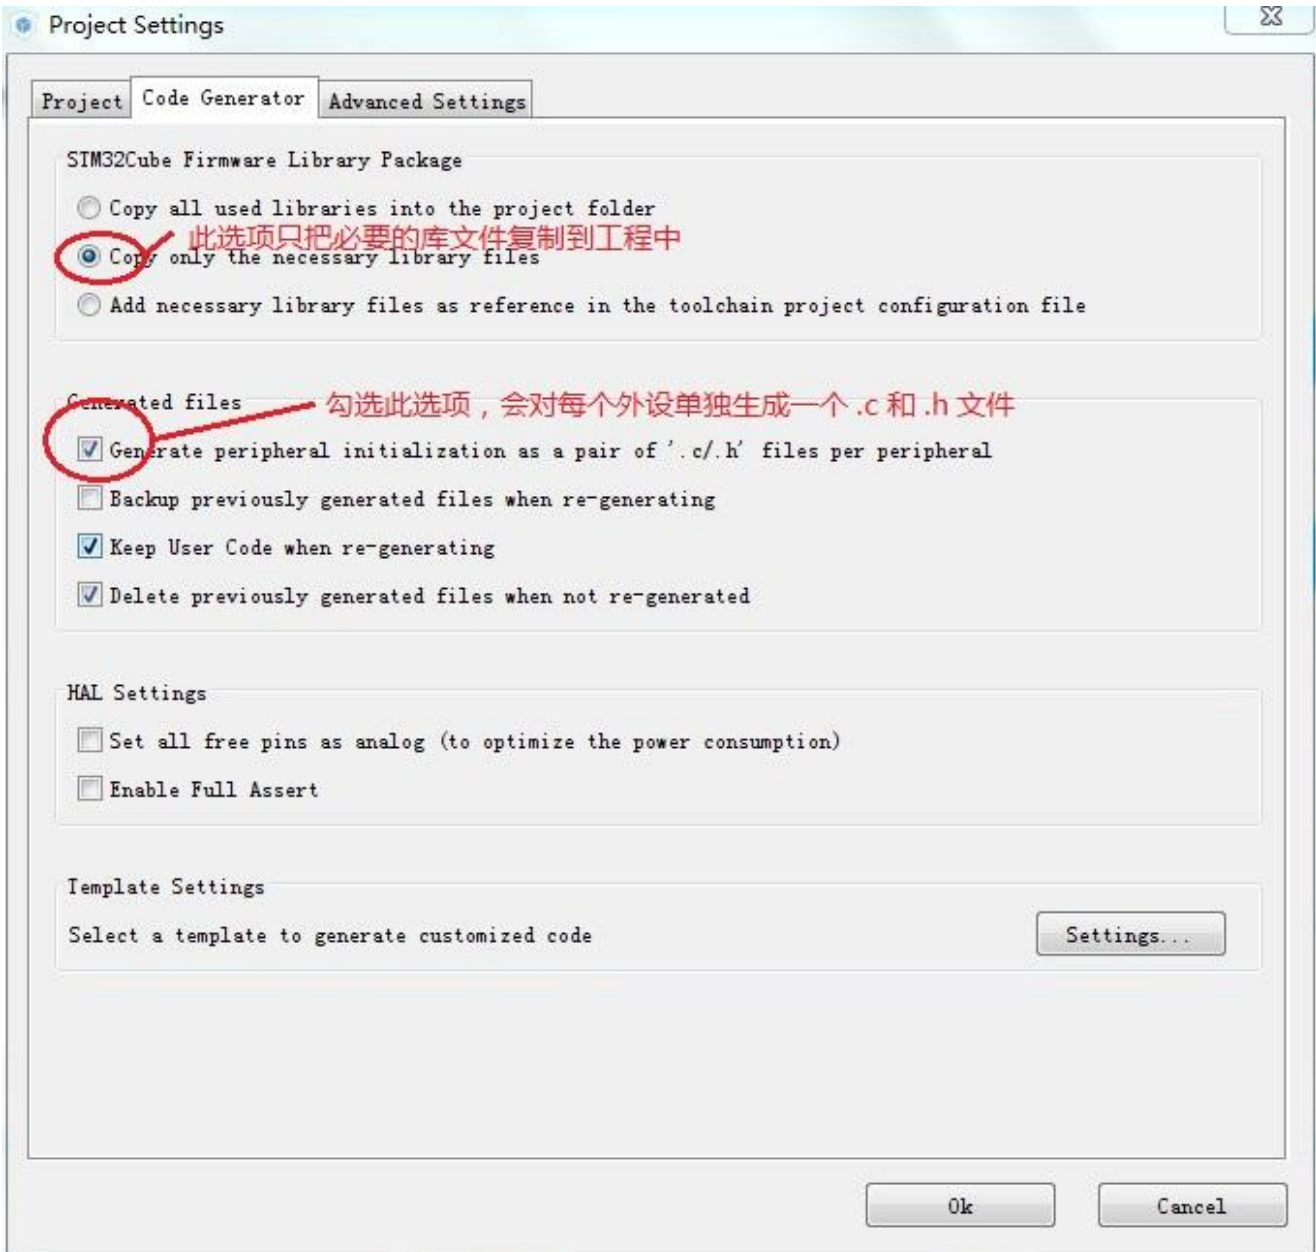 Project Settings
Project
Code Generator
Advanced Settings
STM32Cube Firmware Library Package
Copy all used libraries into the project folder
此选项只把必要的库文件复制到工程中
Copy only the necessary library files
Add necessary library files as reference in the toolchain project configuration file
Generated files
勾选此选项，会对每个外设单独生成一个 .c 和 .h 文件
Generate peripheral initialization as a pair of '.c/.h' files per peripheral
Backup previously generated files when re-generating
Keep User Code when re-generating
Delete previously generated files when not re-generated
HAL Settings
Set all free pins as analog (to optimize the power consumption)
Enable Full Assert
Template Settings
Select a template to generate customized code
Settings...
Ok
Cancel